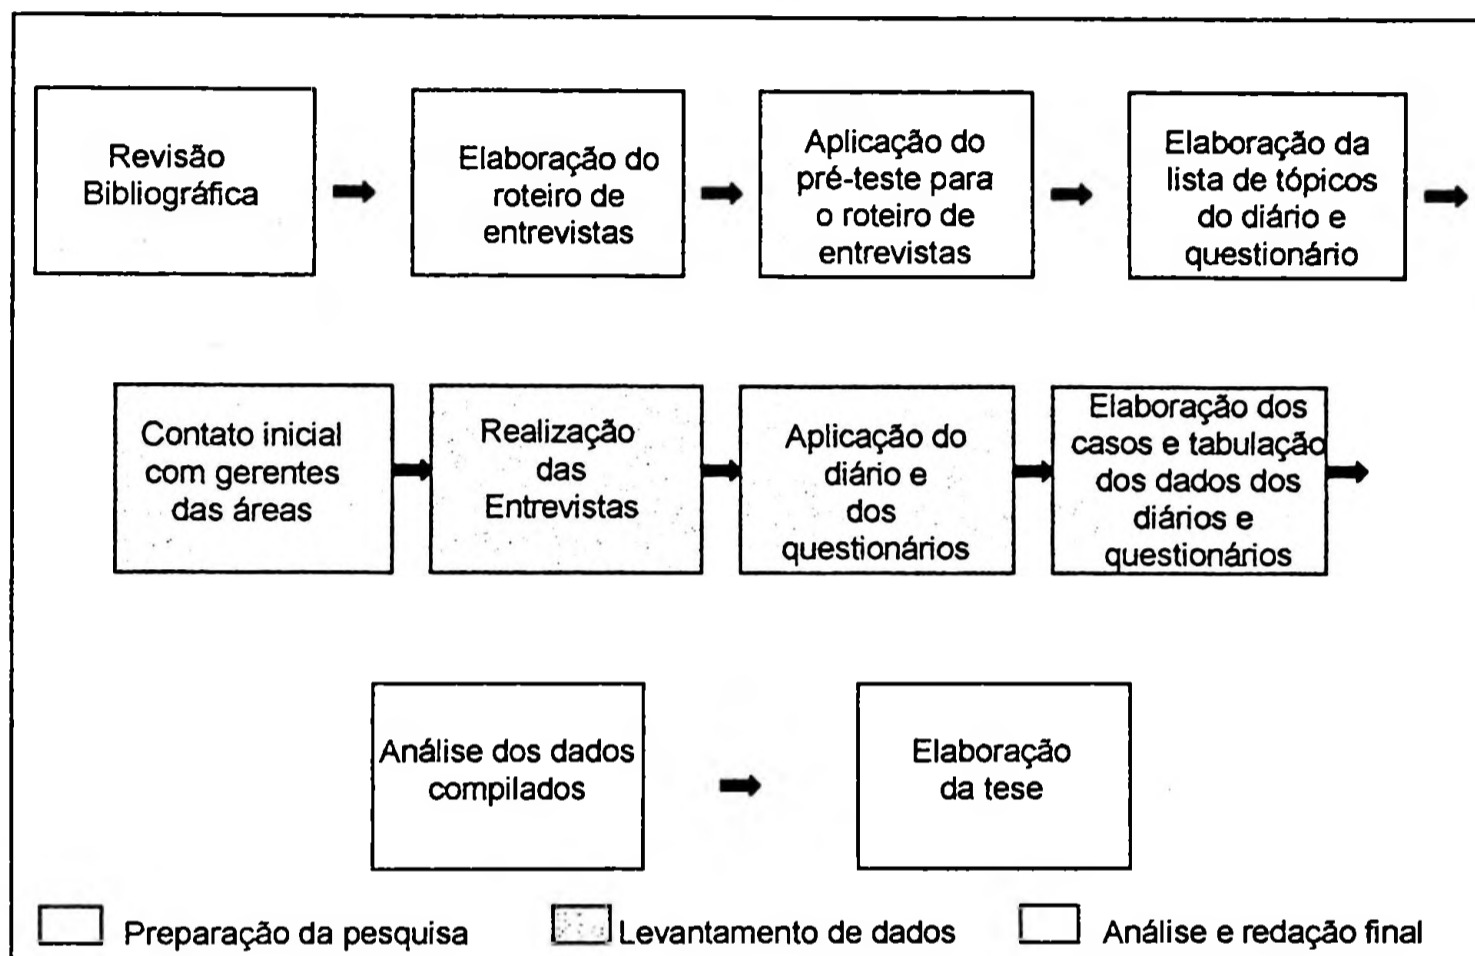 Revisão
Bibliográfica
Elaboração do
roteiro de
entrevistas
Aplicação do
pré-teste para
o roteiro de
entrevistas
Elaboração da
lista de tópicos
do diário e
questionário
Contato inicial
com gerentes
das áreas
Realização
das
Entrevistas
Aplicação do
diário e
dos
questionários
Elaboração dos
casos e tabulação
dos dados dos
diários e
questionários
Análise dos dados
compilados
Elaboração
da tese
Preparação da pesquisa
Levantamento de dados
Análise e redação final